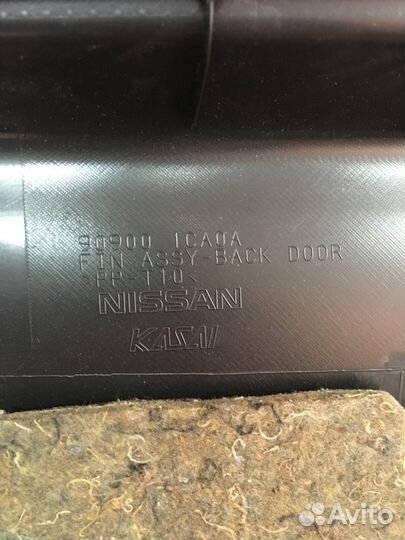 90900 1CA0A
FIN ASSY-BACK DOOR
>PP-T10<
NISSAN
KASAI
Avito